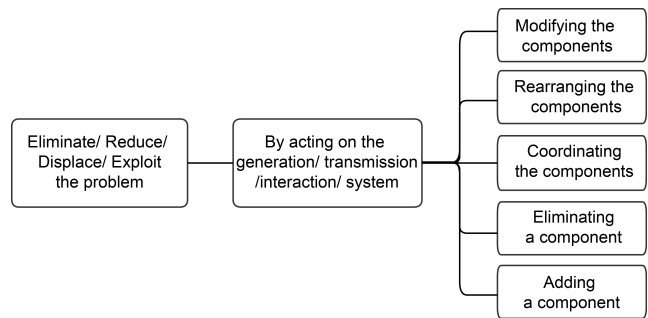 Eliminate/ Reduce/
Displace/ Exploit
the problem
By acting on the
generation/ transmission
/interaction/ system
Modifying the
components
Rearranging the
components
Coordinating
the components
Eliminating
a component
Adding
a component